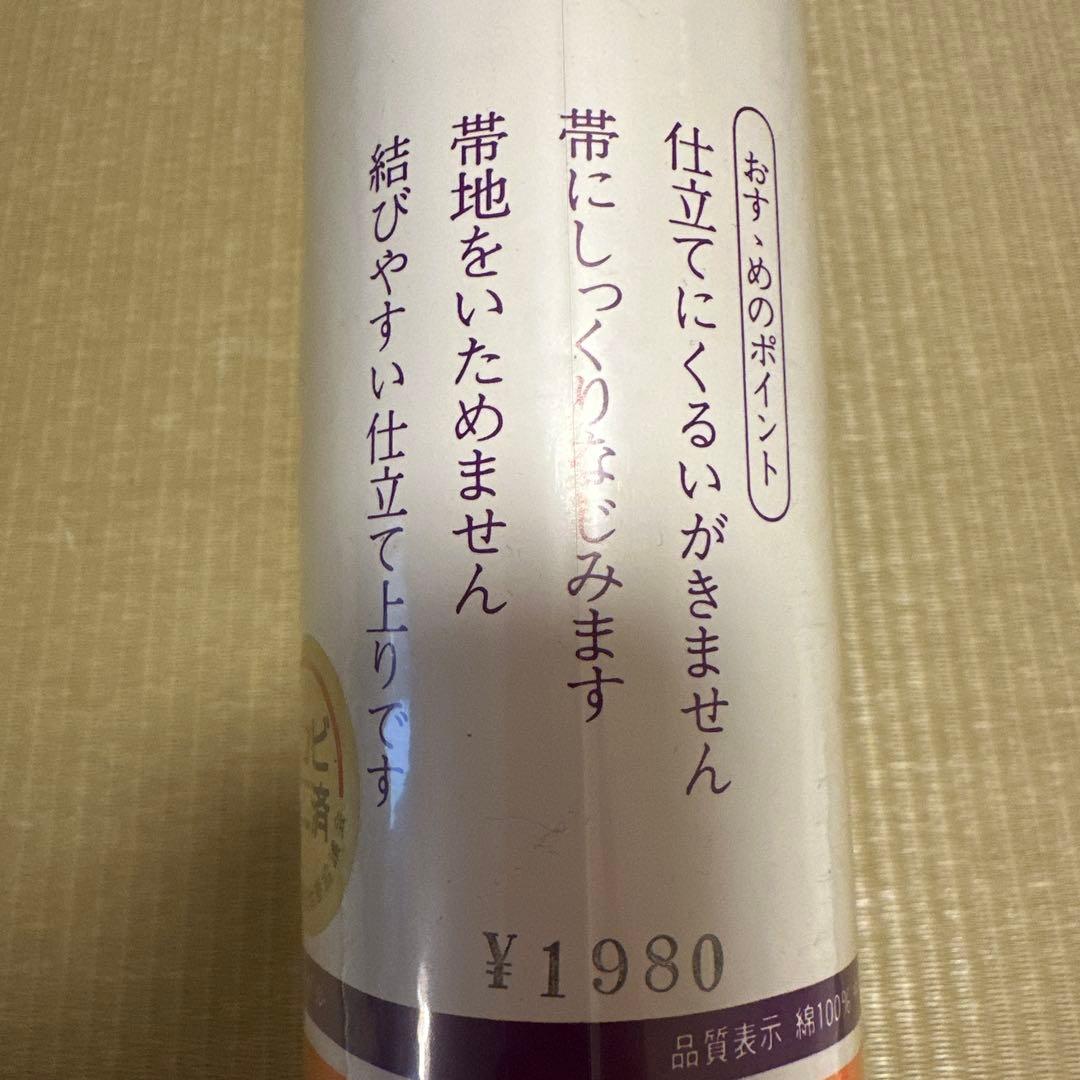 おすゝめのポイント
仕立てにくるいがきません
帯にしっくりなじみます
帯地をいためません
結びやすい仕立て上りです
ビ
済
¥1980
品質表示 綿100%